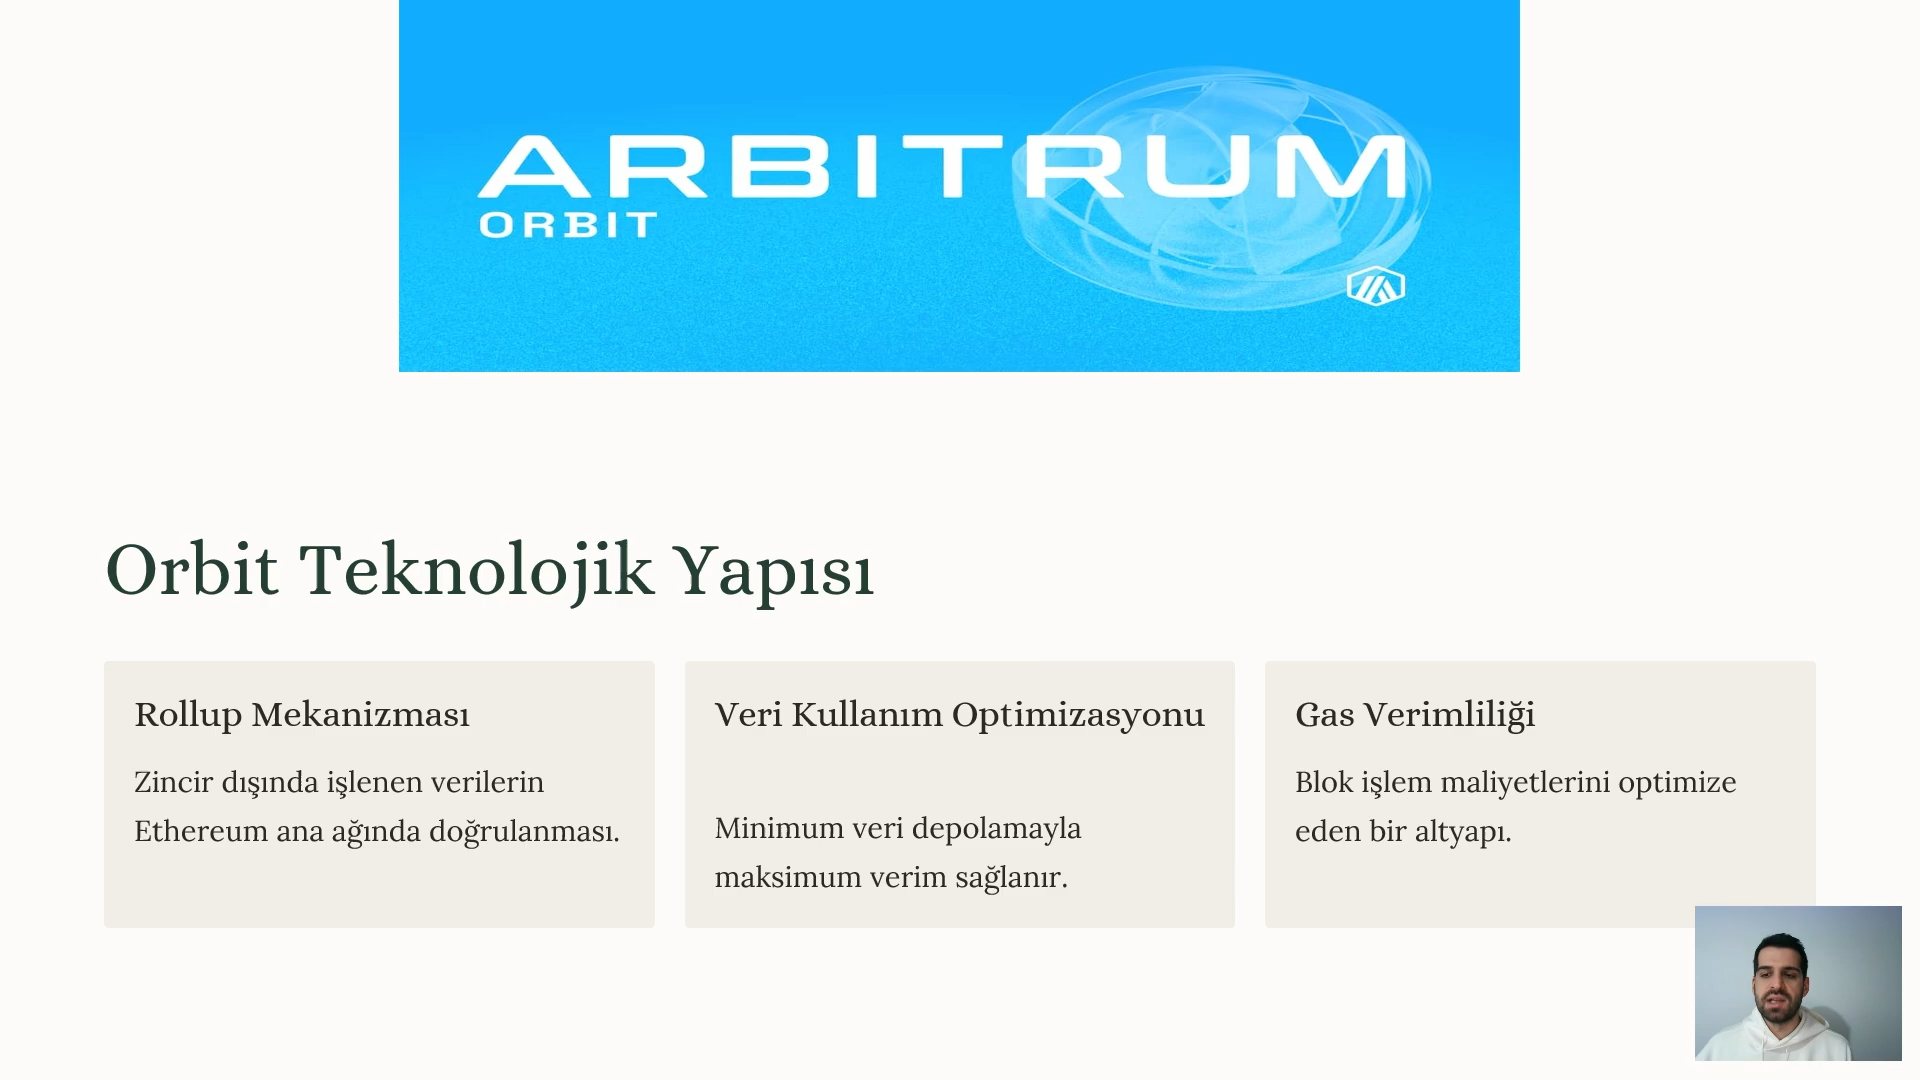 ARBITRUM
ORBIT
Orbit Teknolojik Yapısı
Rollup Mekanizması
Zincir dışında işlenen verilerin
Ethereum ana ağında doğrulanması.
Veri Kullanım Optimizasyonu
Minimum veri depolamayla
maksimum verim sağlanır.
Gas Verimliliği
Blok işlem maliyetlerini optimize
eden bir altyapı.